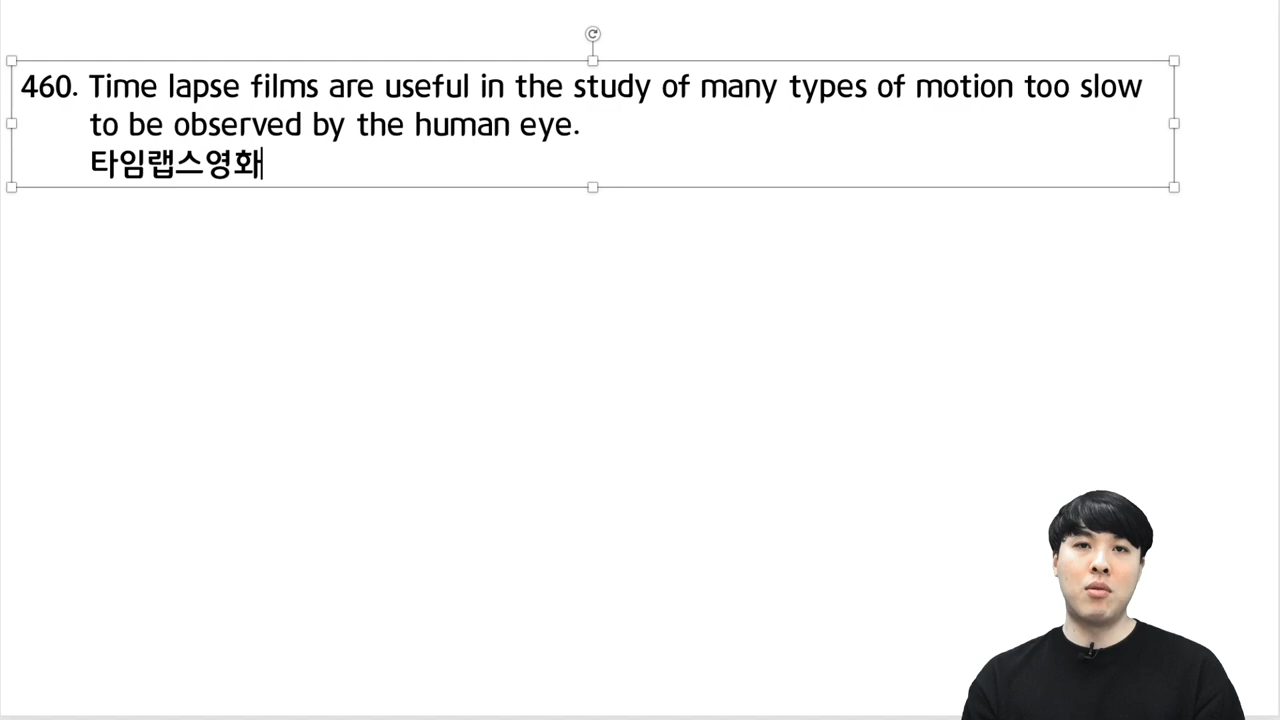 460. Time lapse films are useful in the study of many types of motion too slow
to be observed by the human eye.
타임랩스영화